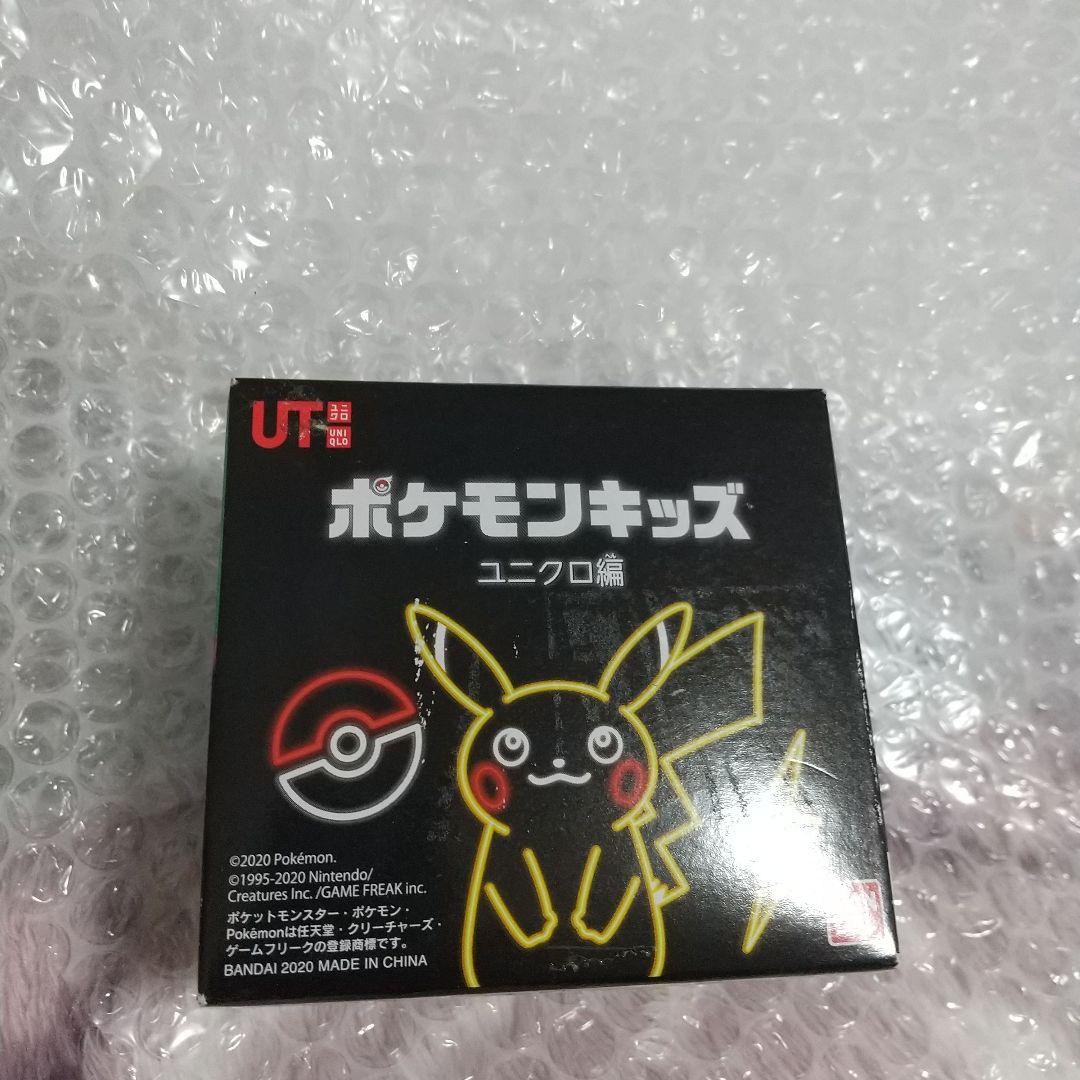 UT
ユニ
クロ
UNI
QLO
ポケモンキッズ
ユニクロ編
©2020 Pokémon.
©1995-2020 Nintendo/
Creatures Inc. /GAME FREAK inc.
ポケットモンスター・ポケモン・
Pokémonは任天堂・クリーチャーズ・
ゲームフリークの登録商標です。
BANDAI 2020 MADE IN CHINA